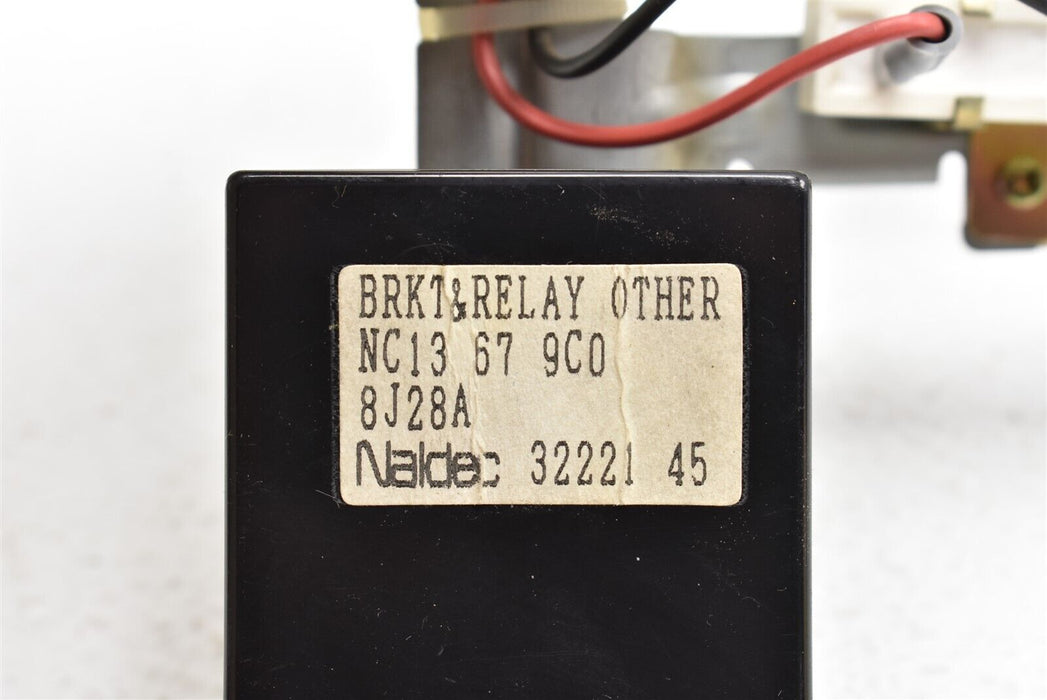 BRKT&RELAY OTHER
NC13 67 9C0
8J28A
Naldec 32221 45